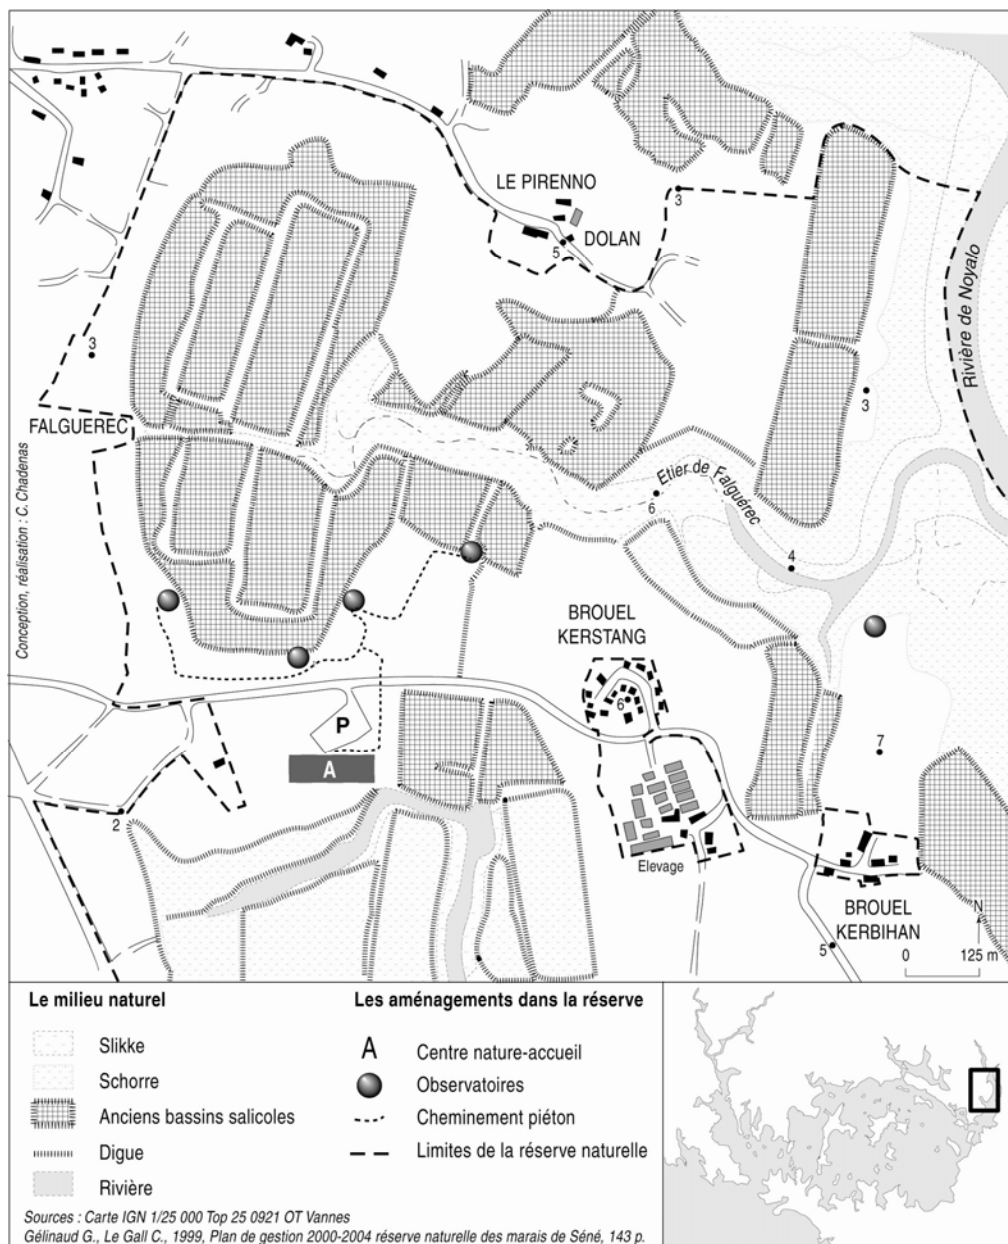 LE PIRENNO
3
DOLAN
5
Rivière de Noyalo
3
3
FALGUEREC
Etier de Falguérec
6
4
Conception, réalisation : C. Chadenas
BROUEL
KERSTANG
6
P
7
A
2
Elevage
BROUEL
KERBIHAN
5
N
0 125 m
Le milieu naturel
Slikke
Schorre
Anciens bassins salicoles
Digue
Rivière
Les aménagements dans la réserve
A Centre nature-accueil
Observatoires
Cheminement piéton
Limites de la réserve naturelle
Sources : Carte IGN 1/25 000 Top 25 0921 OT Vannes
Gélinaud G., Le Gall C., 1999, Plan de gestion 2000-2004 réserve naturelle des marais de Séné, 143 p.